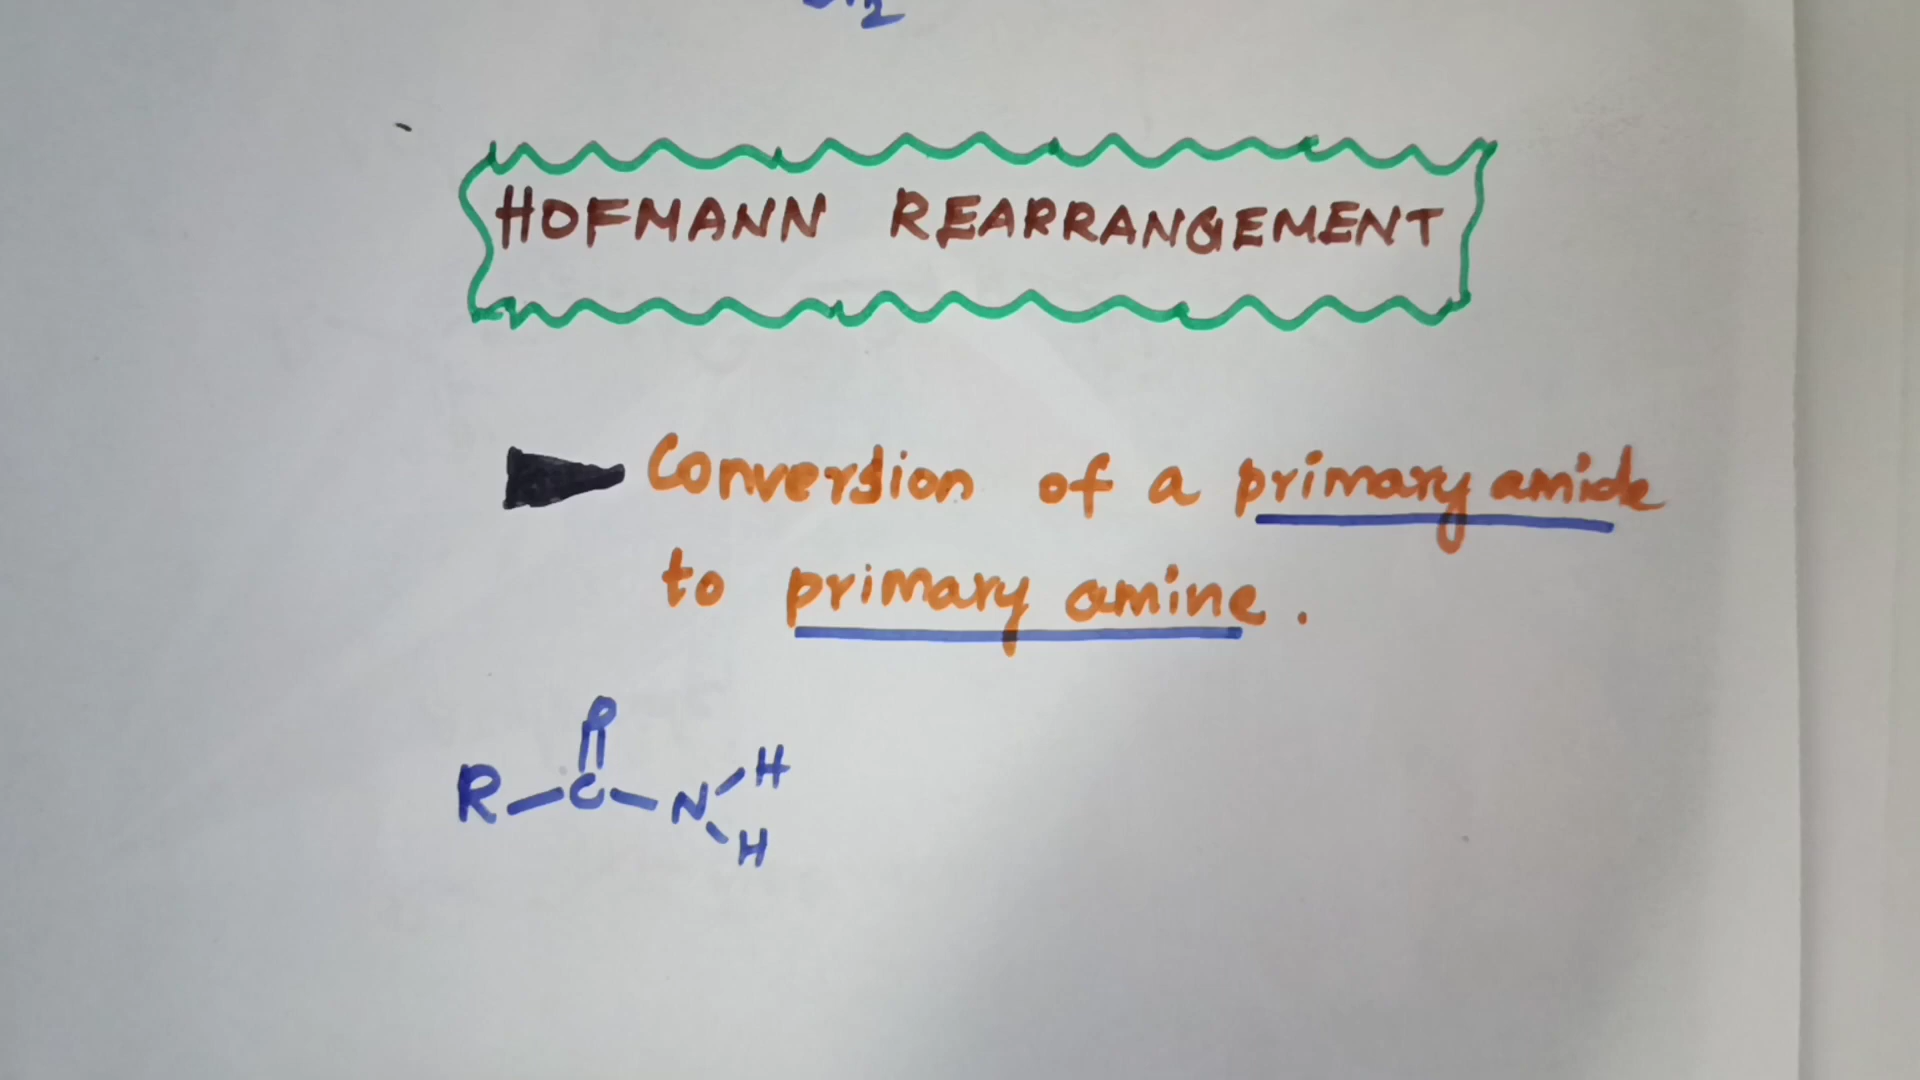 HOFMANN REARRANGEMENT
Conversion of a primary amide
to primary amine.
O
R-C-N-H
H